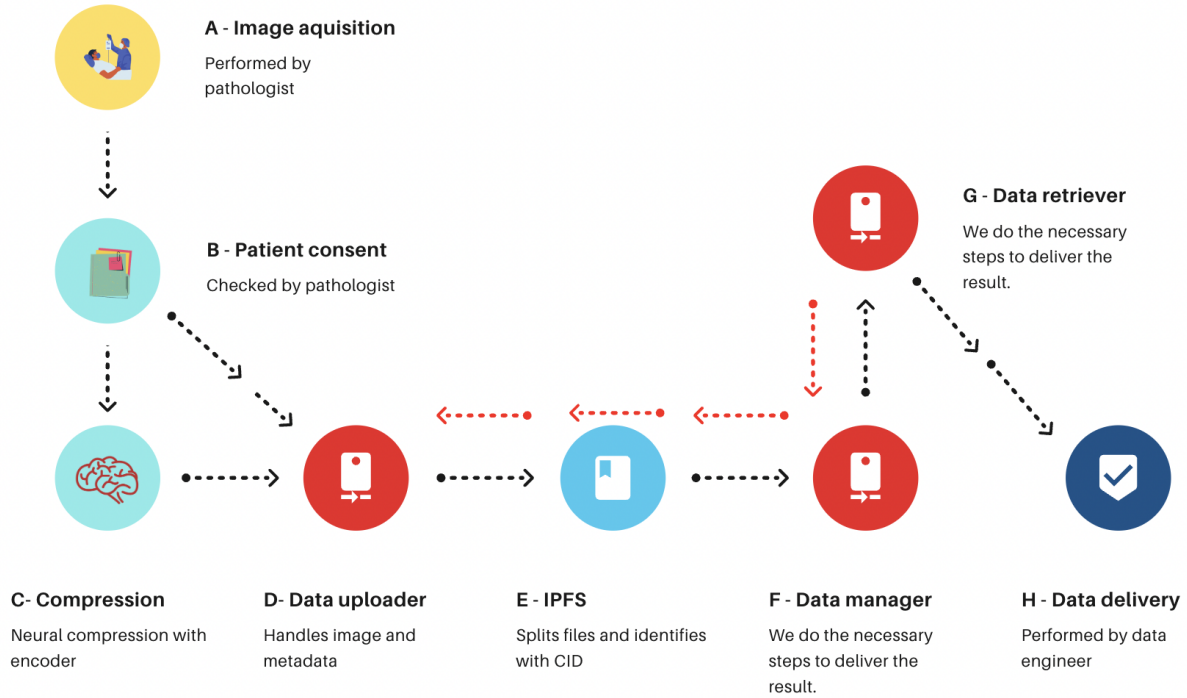 A - Image aquisition
Performed by
pathologist
B - Patient consent
Checked by pathologist
G - Data retriever
We do the necessary
steps to deliver the
result.
C- Compression
Neural compression with
encoder
D- Data uploader
Handles image and
metadata
E - IPFS
Splits files and identifies
with CID
F - Data manager
We do the necessary
steps to deliver the
result.
H - Data delivery
Performed by data
engineer